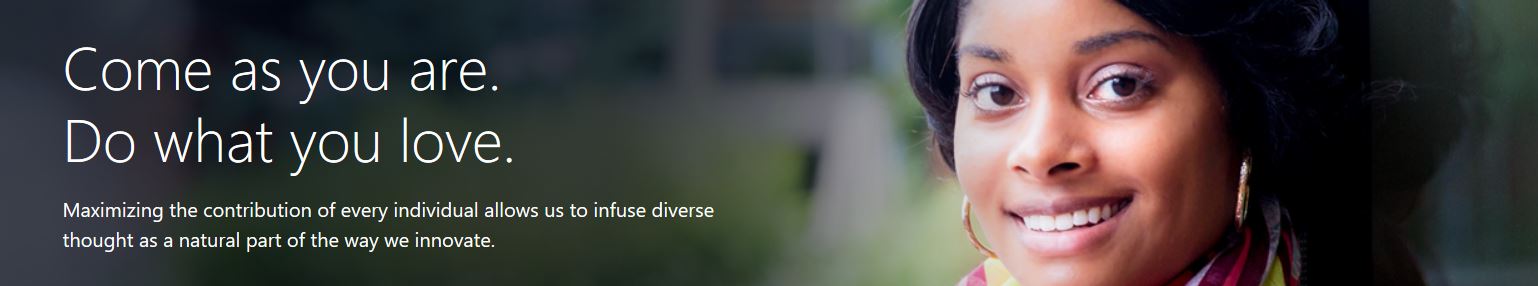 Come as you are.
Do what you love.
Maximizing the contribution of every individual allows us to infuse diverse
thought as a natural part of the way we innovate.